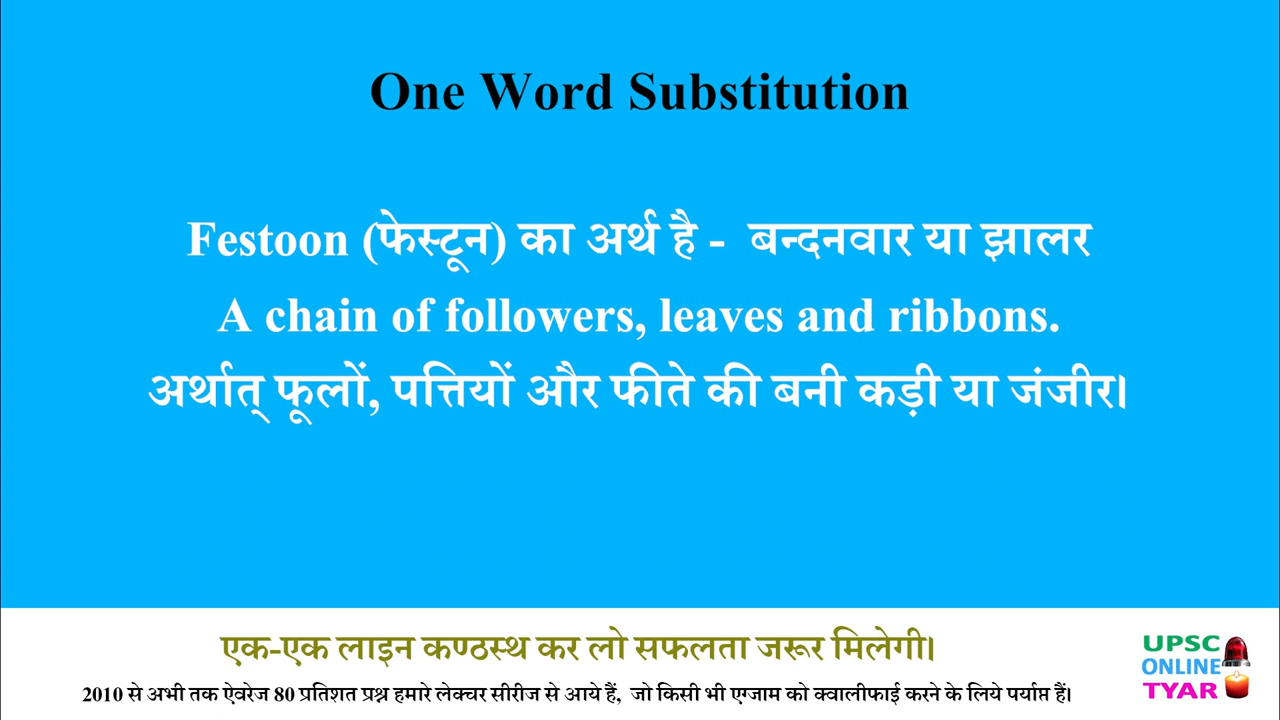 One Word Substitution
Festoon (फेस्टून) का अर्थ है - बन्दनवार या झालर
A chain of followers, leaves and ribbons.
अर्थात् फूलों, पत्तियों और फीते की बनी कड़ी या जंजीर।
एक-एक लाइन कण्ठस्थ कर लो सफलता जरूर मिलेगी।
2010 से अभी तक ऐवरेज 80 प्रतिशत प्रश्न हमारे लेक्चर सीरीज से आये हैं, जो किसी भी एग्जाम को क्वालीफाई करने के लिये पर्याप्त हैं।
UPSC
ONLINE
TYAR